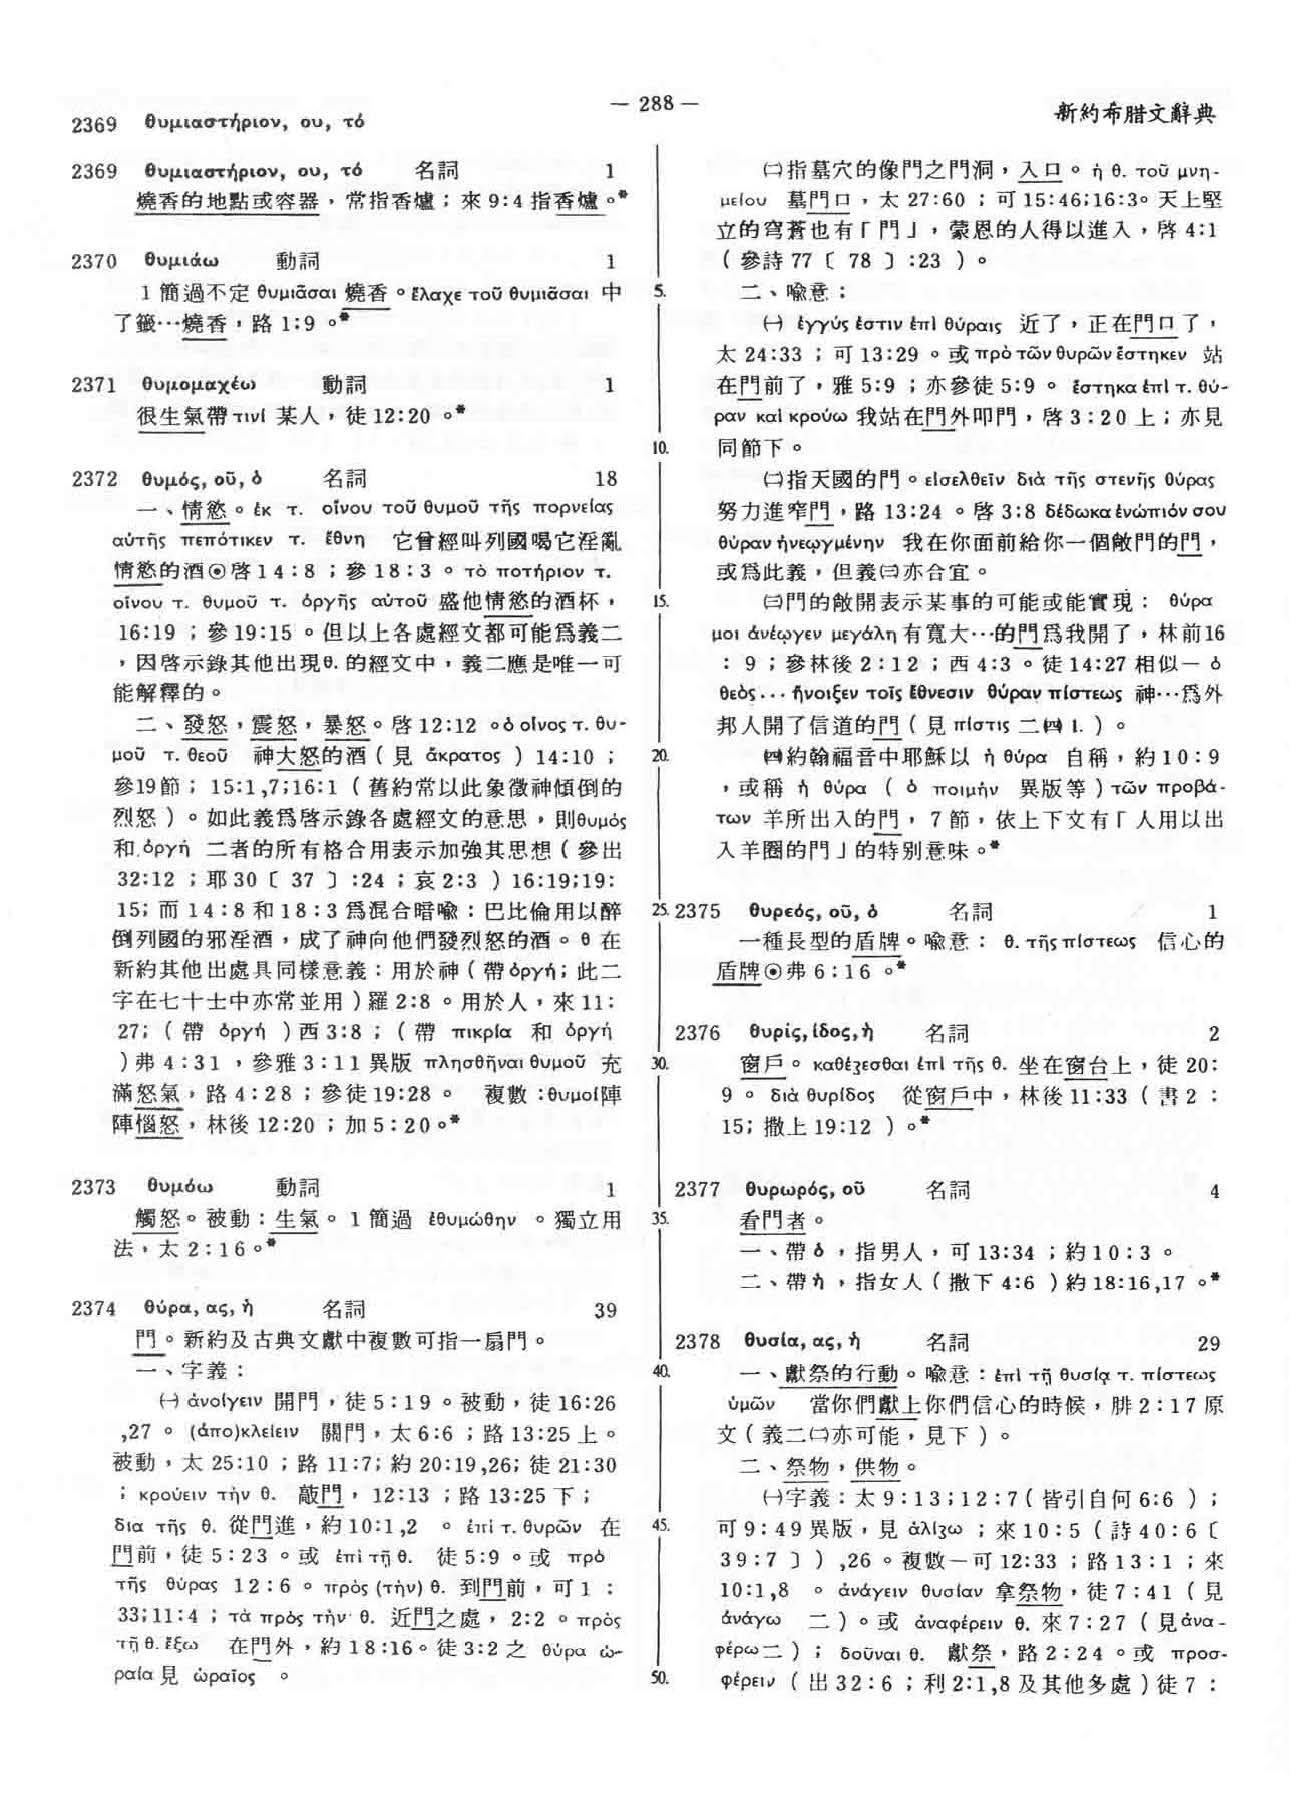 2369 θυμιαστήριον, ου, τό
— 288 —
新約希腊文辭典
2369 θυμιαστήριον, ου, τό 名詞 1
燒香的地點或容器，常指香爐；來 9:4 指香爐。*
2370 θυμιάω 動詞 1
1 簡過不定 θυμιᾶσαι 燒香。ἔλαχε τοῦ θυμιᾶσαι 中
了籤…燒香，路 1:9 。*
2371 θυμομαχέω 動詞 1
很生氣帶 τινί 某人，徒 12:20 。*
2372 θυμός, οῦ, ὁ 名詞 18
一、情慾。ἐκ τ. οἴνου τοῦ θυμοῦ τῆς πορνείας
αὐτῆς πεπότικεν τ. ἔθνη 它曾經叫列國喝它淫亂
情慾的酒⊙啓 14:8 ；參 18:3 。τὸ ποτήριον τ.
οἴνου τ. θυμοῦ τ. ὀργῆς αὐτοῦ 盛他情慾的酒杯，
16:19 ；參 19:15 。但以上各處經文都可能爲義二
，因啓示錄其他出現θ. 的經文中，義二應是唯一可
能解釋的。
二、發怒，震怒，暴怒。啓 12:12 。ὁ οἶνος τ. θυ-
μοῦ τ. θεοῦ 神大怒的酒（見 ἄκρατος ）14:10 ；
參19節； 15:1,7;16:1（舊約常以此象徵神傾倒的
烈怒）。如此義爲啓示錄各處經文的意思，則θυμός
和 ὀργή 二者的所有格合用表示加強其思想（參出
32:12 ；耶 30〔 37 〕:24 ；哀 2:3 ）16:19;19:
15; 而 14:8 和 18:3 爲混合暗喻：巴比倫用以醉
倒列國的邪淫酒，成了神向他們發烈怒的酒。θ 在
新約其他出處具同樣意義：用於神（帶 ὀργή; 此二
字在七十士中亦常並用）羅 2:8 。用於人，來 11:
27;（帶 ὀργή ）西 3:8 ；（帶 πικρία 和 ὀργή
）弗 4:31 ，參雅 3:11 異版 πλησθῆναι θυμοῦ 充
滿怒氣，路 4:28 ；參徒 19:28 。 複數 :θυμοί陣
陣惱怒，林後 12:20 ；加 5:20 。*
2373 θυμόω 動詞 1
觸怒。被動：生氣。1 簡過 ἐθυμώθην 。獨立用
法，太 2:16 。*
2374 θύρα, ας, ἡ 名詞 39
門。新約及古典文獻中複數可指一扇門。
一、字義：
㈠ ἀνοίγειν 開門，徒 5:19 。被動，徒 16:26
,27 。(ἀπο)κλείειν 關門，太 6:6 ；路 13:25 上。
被動，太 25:10 ；路 11:7; 約 20:19,26; 徒 21:30
；κρούειν τὴν θ. 敲門， 12:13 ；路 13:25 下；
δια τῆς θ. 從門進，約 10:1,2 。ἐπί τ. θυρῶν 在
門前，徒 5:23 。或 ἐπὶ τῇ θ. 徒 5:9 。或 πρὸ
τῆς θύρας 12:6 。πρὸς (τὴν) θ. 到門前，可 1 :
33;11:4 ；τὰ πρὸς τὴν θ. 近門之處， 2:2 。πρὸς
τῇ θ. ἔξω 在門外，約 18:16。徒 3:2 之 θύρα ὡ-
ραία 見 ὡραῖος 。
5.
10.
15.
20.
25.
30.
35.
40.
45.
50.
㈡指墓穴的像門之門洞，入口。ἡ θ. τοῦ μνη-
μείου 墓門口，太 27:60 ；可 15:46;16:3。天上堅
立的穹蒼也有「門」，蒙恩的人得以進入，啓 4:1
（參詩 77〔 78 〕:23 ）。
二、喩意：
㈠ ἐγγύς ἐστιν ἐπὶ θύραις 近了，正在門口了，
太 24:33 ；可 13:29 。或 πρὸ τῶν θυρῶν ἕστηκεν 站
在門前了，雅 5:9 ；亦參徒 5:9 。ἕστηκα ἐπὶ τ. θύ-
ραν καὶ κρούω 我站在門外叩門，啓 3:20 上；亦見
同節下。
㈡指天國的門。εἰσελθεῖν διὰ τῆς στενῆς θύρας
努力進窄門，路 13:24 。啓 3:8 δέδωκα ἐνώπιόν σου
θύραν ἠνεῳγμένην 我在你面前給你一個敞門的門，
或爲此義，但義㈢亦合宜。
㈢門的敞開表示某事的可能或能實現： θύρα
μοι ἀνέῳγεν μεγάλη 有寬大…的門爲我開了，林前16
: 9 ；參林後 2:12 ；西 4:3 。徒 14:27 相似— ὁ
θεὸς... ἤνοιξεν τοῖς ἔθνεσιν θύραν πίστεως 神…爲外
邦人開了信道的門（見 πίστις 二㈣ 1. ）。
㈣約翰福音中耶穌以 ἡ θύρα 自稱，約 10:9
，或稱 ἡ θύρα （ ὁ ποιμὴν 異版等）τῶν προβά-
των 羊所出入的門， 7 節，依上下文有「人用以出
入羊圈的門」的特別意味。*
2375 θυρεός, οῦ, ὁ 名詞 1
一種長型的盾牌。喩意： θ. τῆς πίστεως 信心的
盾牌⊙弗 6:16 。*
2376 θυρίς, ίδος, ἡ 名詞 2
窗戶。καθέζεσθαι ἐπὶ τῆς θ. 坐在窗台上，徒 20:
9 。διὰ θυρίδος 從窗戶中，林後 11:33（書 2 :
15; 撒上 19:12 ）。*
2377 θυρωρός, οῦ 名詞 4
看門者。
一、帶 ὁ ，指男人，可 13:34 ；約 10:3 。
二、帶 ἡ ，指女人（撒下 4:6 ）約 18:16,17 。*
2378 θυσία, ας, ἡ 名詞 29
一、獻祭的行動。喩意：ἐπὶ τῇ θυσίᾳ τ. πίστεως
ὑμῶν 當你們獻上你們信心的時候，腓 2:17 原
文（義二㈡亦可能，見下）。
二、祭物，供物。
㈠字義：太 9:13；12:7（皆引自何 6:6 ）；
可 9:49 異版，見 ἁλίζω ；來 10:5（詩 40:6〔
39:7 〕），26 。複數—可 12:33 ；路 13:1 ；來
10:1,8 。ἀνάγειν θυσίαν 拿祭物，徒 7:41（見
ἀνάγω 二）。或 ἀναφέρειν θ. 來 7:27（見ἀνα-
φέρω二）；δοῦναι θ. 獻祭，路 2:24 。或 προσ-
φέρειν（出 32:6 ；利 2:1,8 及其他多處）徒 7 :